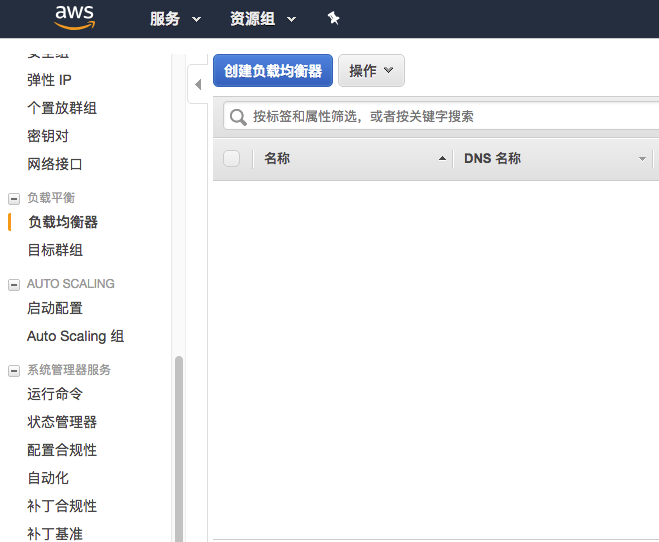 aws
服务
资源组
安全组
弹性 IP
个置放群组
密钥对
网络接口
负载平衡
负载均衡器
目标群组
AUTO SCALING
启动配置
Auto Scaling 组
系统管理器服务
运行命令
状态管理器
配置合规性
自动化
补丁合规性
补丁基准
创建负载均衡器
操作
按标签和属性筛选，或者按关键字搜索
名称
DNS 名称